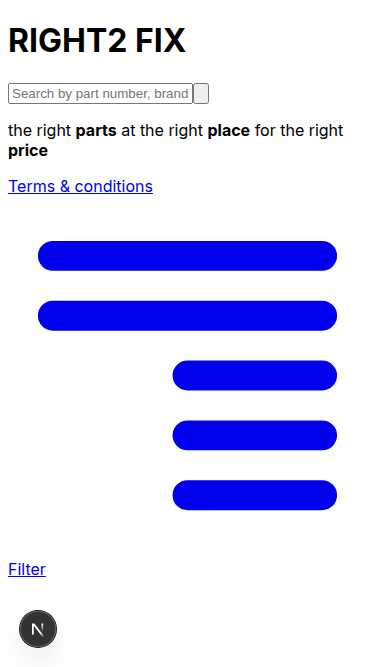 RIGHT2 FIX
Search by part number, brand
the right parts at the right place for the right
price
Terms & conditions
Filter
N